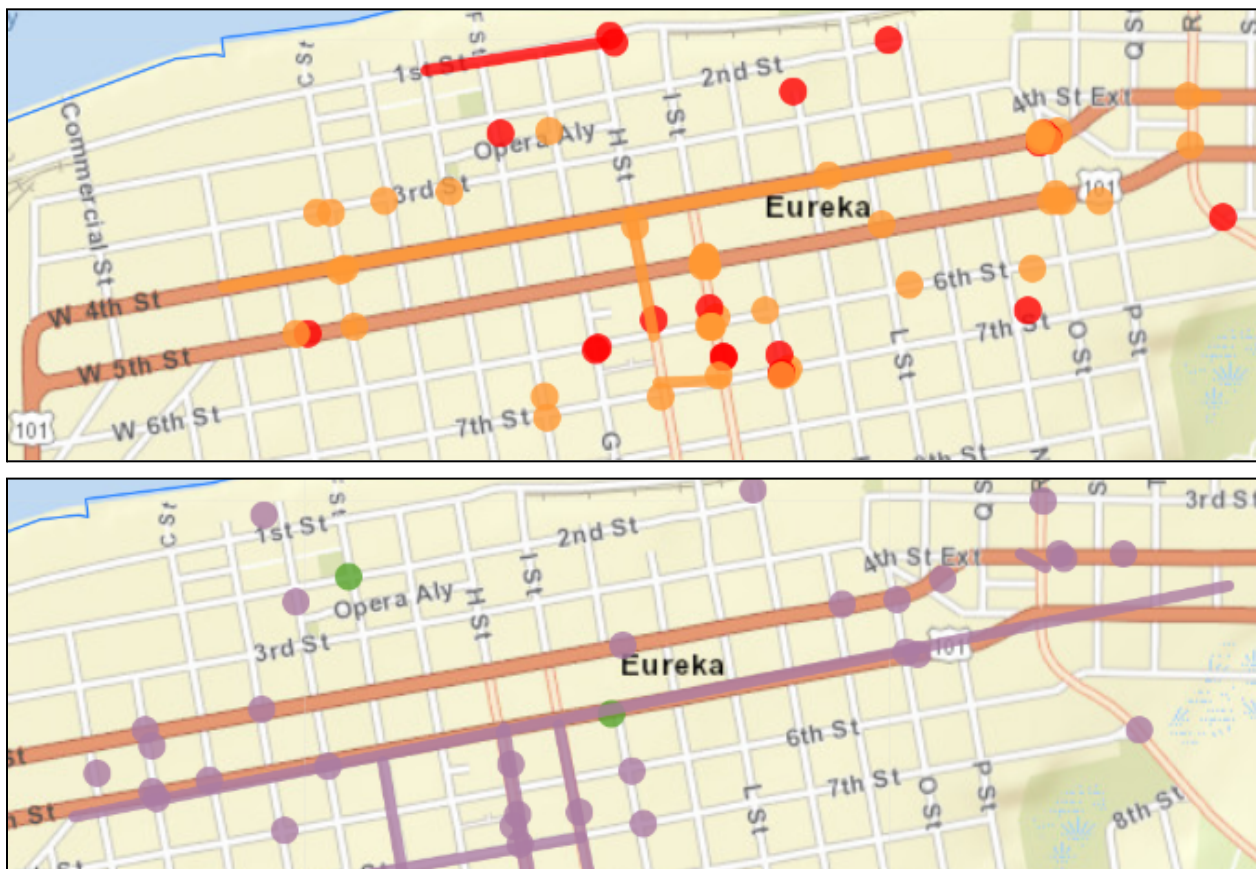 C St
F St
1st St
2nd St
Q St
R
S
4th St Ext
Commercial St
Opera Aly
H St
I St
3rd St
101
Eureka
W 4th St
W 5th St
6th St
7th St
L St
O St
P St
101
W 6th St
7th St
G
N
C St
1st St
2nd St
Q St
R
S
T
3rd St
4th St Ext
Opera Aly
H St
I St
3rd St
101
Eureka
6th St
7th St
L St
O St
P St
8th St